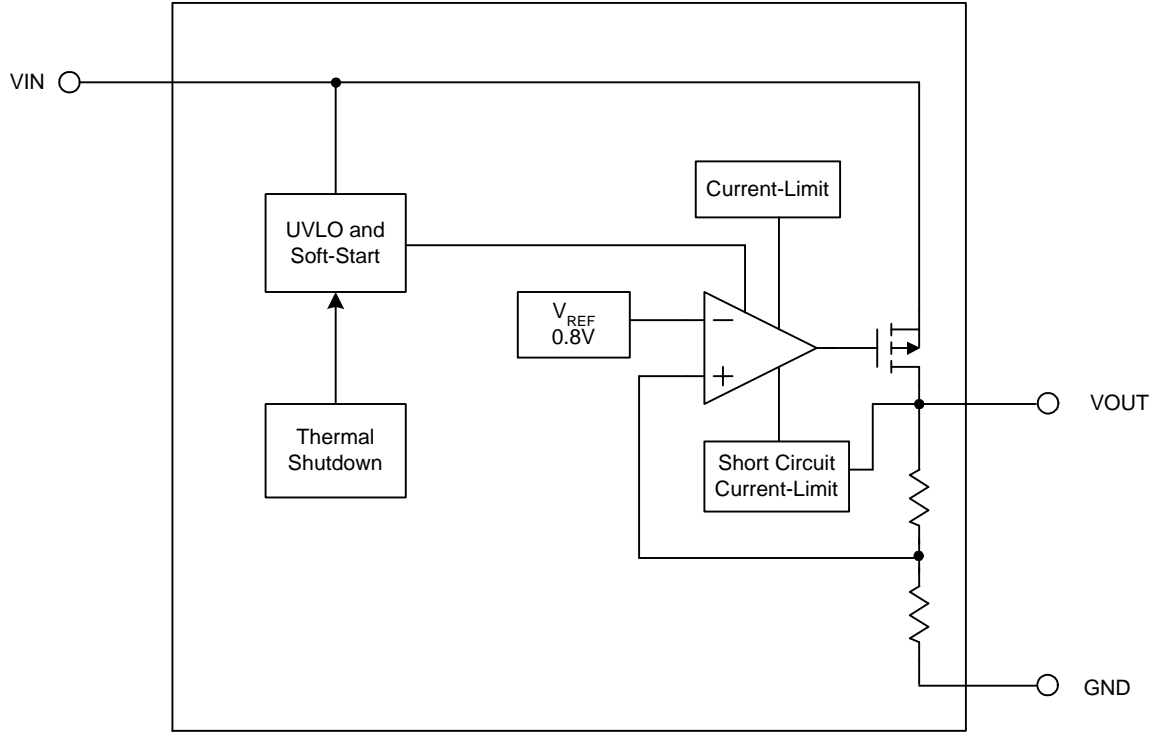 VIN
UVLO and
Soft-Start
Thermal
Shutdown
Current-Limit
VREF
0.8V
−
+
Short Circuit
Current-Limit
VOUT
GND